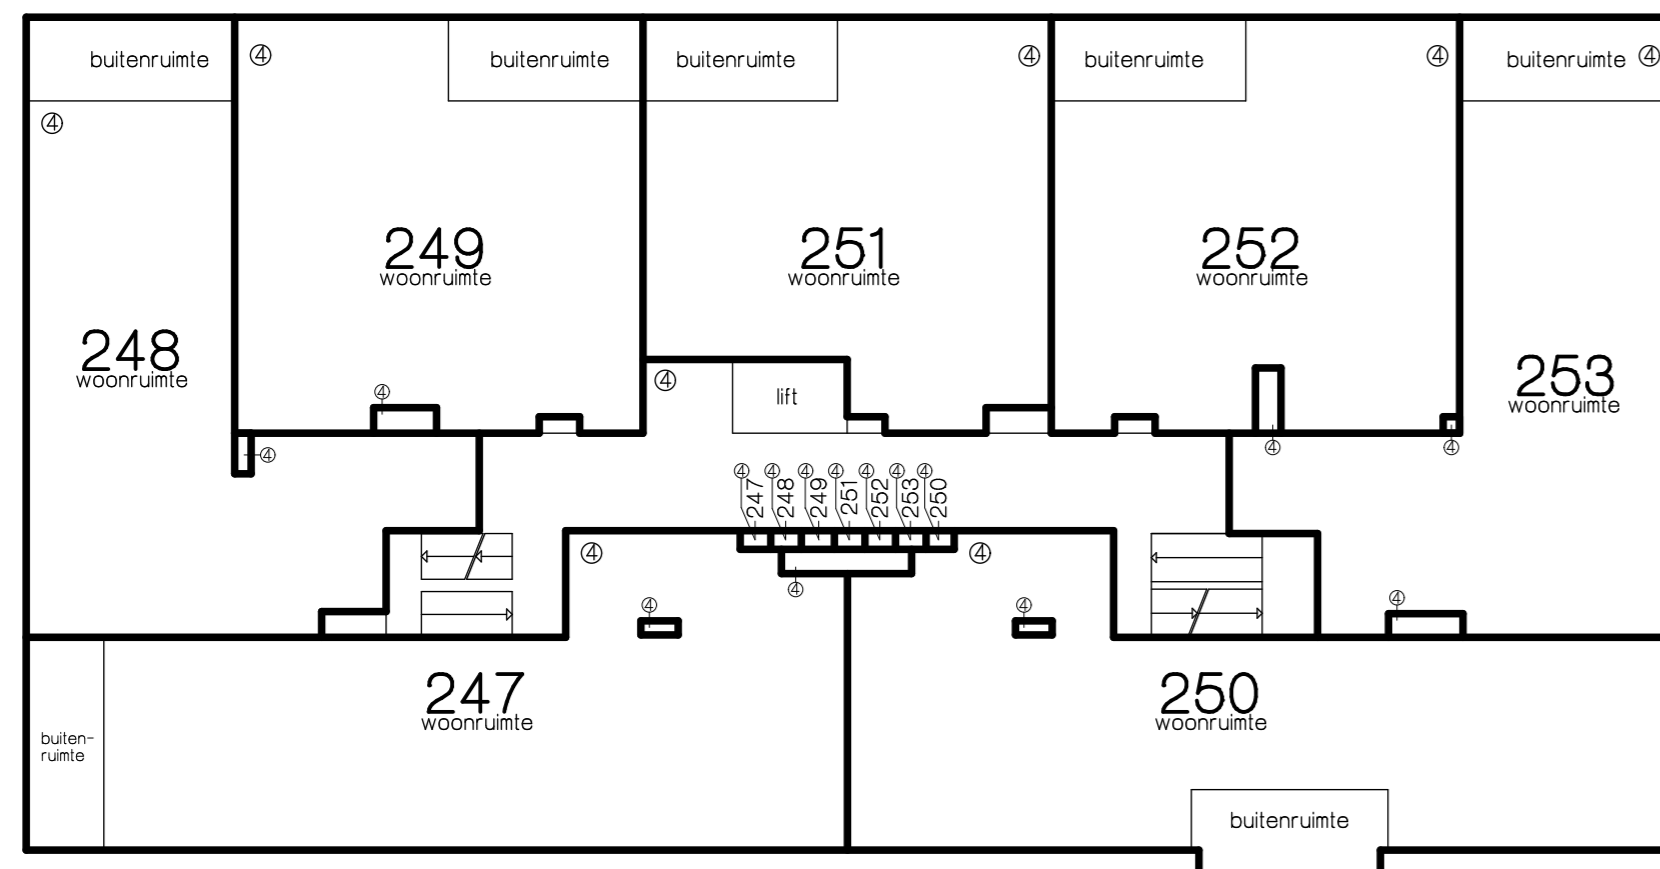 buitenruimte
④
buitenruimte
buitenruimte
④
buitenruimte
④
buitenruimte ④
④
249
woonruimte
251
woonruimte
252
woonruimte
248
woonruimte
253
woonruimte
④
④
lift
④
④
④
④
④
④
④
④
④
④
④
247
248
249
251
252
253
250
④
④
④
④
④
④
247
woonruimte
250
woonruimte
buiten-
ruimte
buitenruimte